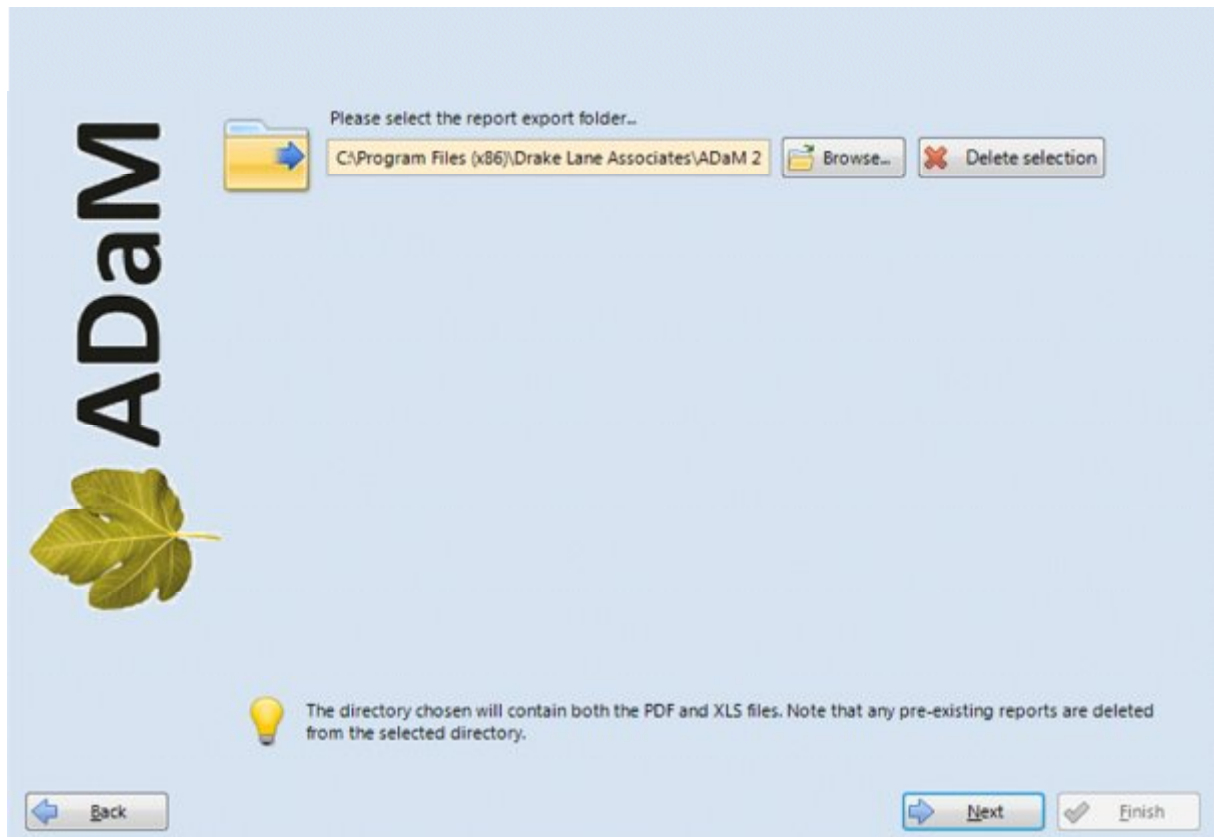 ADaM
Please select the report export folder...
C:\Program Files (x86)\Drake Lane Associates\ADaM 2
Browse...
Delete selection
The directory chosen will contain both the PDF and XLS files. Note that any pre-existing reports are deleted
from the selected directory.
Back
Next
Finish